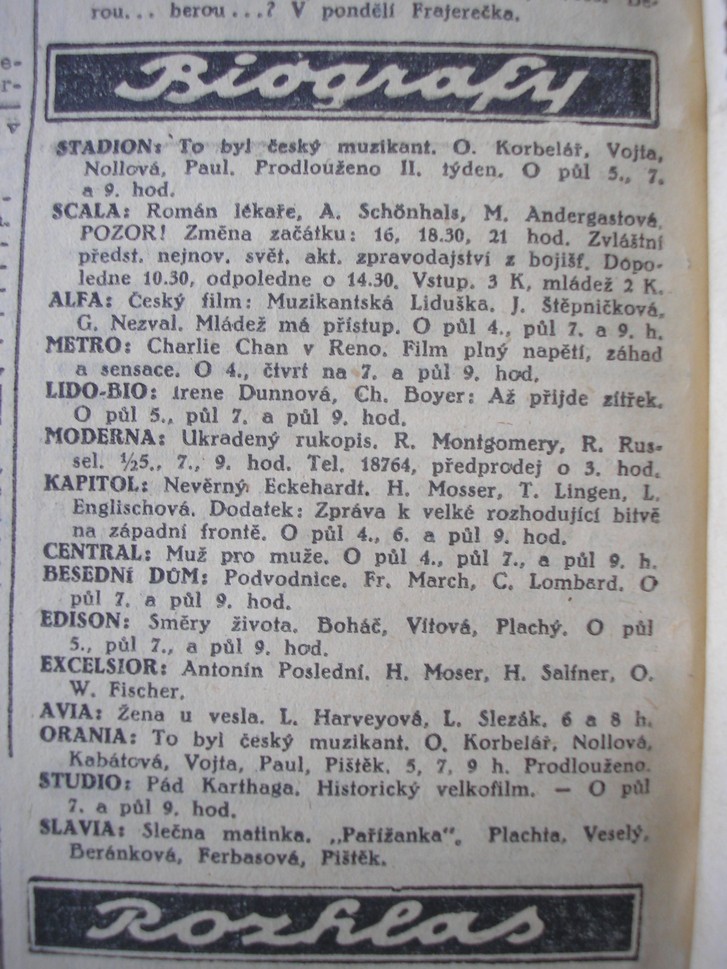 rou... berou...? V pondělí Frajerečka.
Biografy
STADION: To byl český muzikant. O. Korbelář, Vojta,
Nollová, Paul. Prodlouženo II. týden. O půl 5., 7.
a 9. hod.
SCALA: Román lékaře, A. Schönhals, M. Andergastová.
POZOR! Změna začátku: 16, 18.30, 21 hod. Zvláštní
předst. nejnov. svět. akt. zpravodajství z bojišť. Dopo-
ledne 10.30, odpoledne o 14.30. Vstup. 3 K, mládež 2 K.
ALFA: Český film: Muzikantská Liduška. J. Štěpničková,
G. Nezval. Mládež má přístup. O půl 4., půl 7. a 9. h.
METRO: Charlie Chan v Reno. Film plný napětí, záhad
a sensace. O 4., čtvrt na 7. a půl 9. hod.
LIDO-BIO: Irene Dunnová, Ch. Boyer: Až přijde zítřek.
O půl 5., půl 7. a půl 9. hod.
MODERNA: Ukradený rukopis. R. Montgomery, R. Rus-
sel. ½5., 7., 9. hod. Tel. 18764, předprodej o 3. hod.
KAPITOL: Nevěrný Eckehardt. H. Mosser, T. Lingen, L.
Englischová. Dodatek: Zpráva k velké rozhodující bitvě
na západní frontě. O půl 4., 6. a půl 9. hod.
CENTRAL: Muž pro muže. O půl 4., půl 7., a půl 9. h.
BESEDNÍ DŮM: Podvodnice. Fr. March, C. Lombard. O
půl 7. a půl 9. hod.
EDISON: Směry života. Boháč, Vítová, Plachý. O půl
5., půl 7., a půl 9. hod.
EXCELSIOR: Antonín Poslední. H. Moser, H. Salfner, O.
W. Fischer.
AVIA: Žena u vesla. L. Harveyová, L. Slezák. 6 a 8 h.
ORANIA: To byl český muzikant. O. Korbelář, Nollová,
Kabátová, Vojta, Paul, Pištěk. 5, 7, 9 h. Prodlouženo.
STUDIO: Pád Karthaga. Historický velkofilm. — O půl
7. a půl 9. hod.
SLAVIA: Slečna matinka. „Pařížanka“. Plachta, Veselý,
Beránková, Ferbasová, Pištěk.
Rozhlas